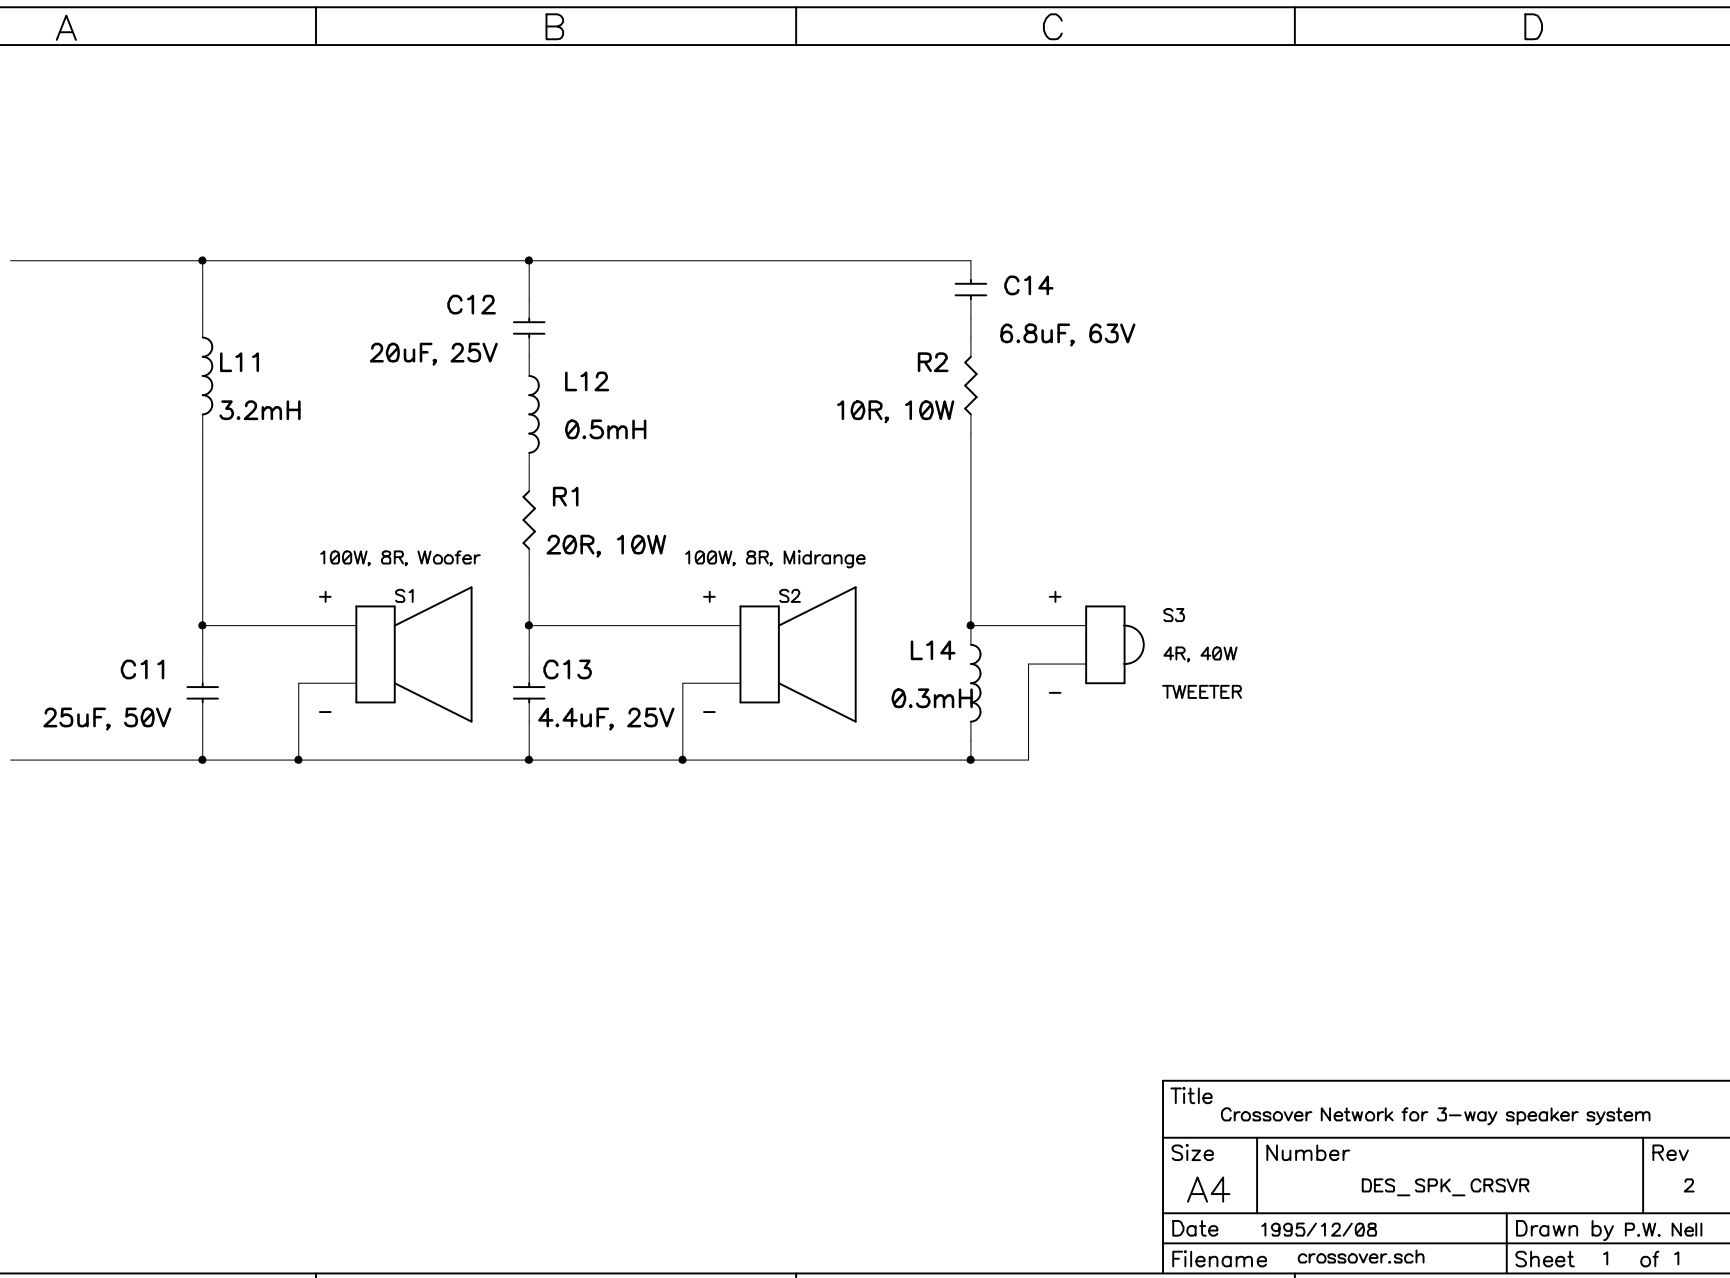 A B C D
C14
6.8uF, 63V
C12
20uF, 25V
L11
3.2mH
R2
10R, 10W
L12
0.5mH
R1
20R, 10W
100W, 8R, Woofer
100W, 8R, Midrange
+ S1
+ S2
+
S3
4R, 40W
TWEETER
C11
25uF, 50V
–
C13
4.4uF, 25V
–
L14
0.3mH
–
Title
Crossover Network for 3-way speaker system
Size Number Rev
A4 DES_SPK_CRSVR 2
Date 1995/12/08 Drawn by P.W. Nell
Filename crossover.sch Sheet 1 of 1